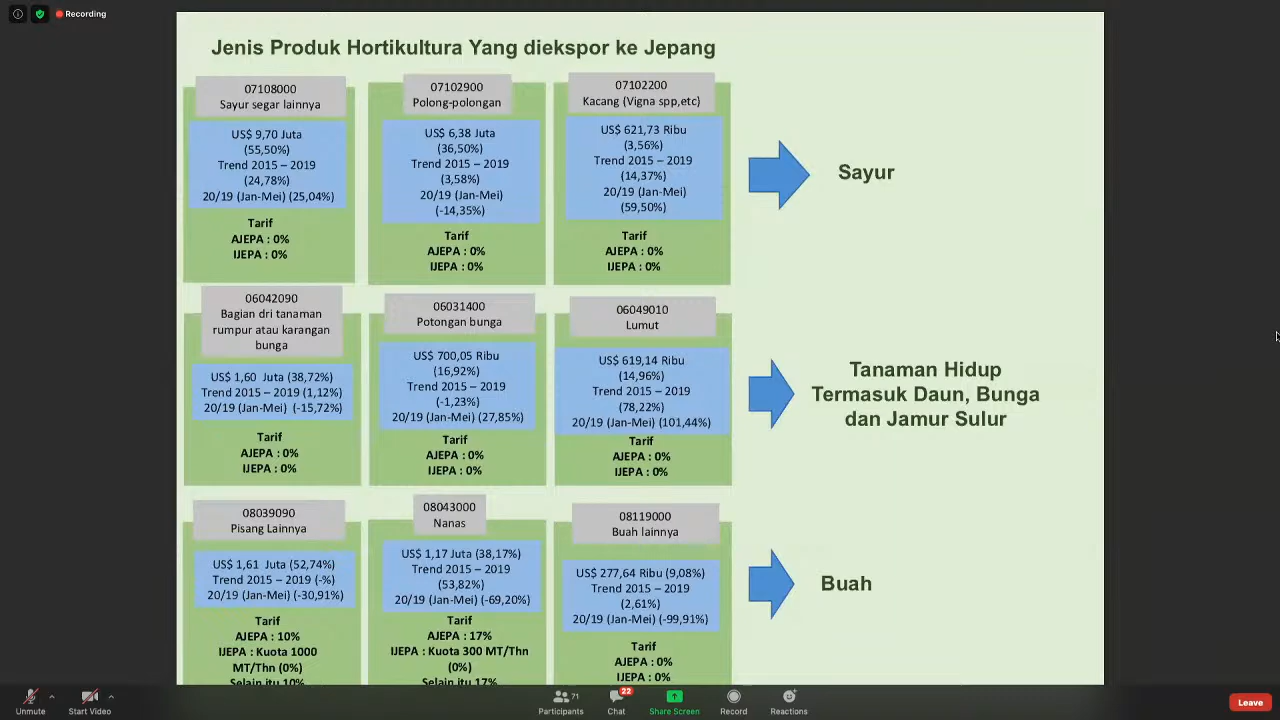 Recording
Jenis Produk Hortikultura Yang diekspor ke Jepang
07108000
Sayur segar lainnya
US$ 9,70 Juta
(55,50%)
Trend 2015 – 2019
(24,78%)
20/19 (Jan-Mei) (25,04%)
Tarif
AJEPA : 0%
IJEPA : 0%
07102900
Polong-polongan
US$ 6,38 Juta
(36,50%)
Trend 2015 – 2019
(3,58%)
20/19 (Jan-Mei)
(-14,35%)
Tarif
AJEPA : 0%
IJEPA : 0%
07102200
Kacang (Vigna spp,etc)
US$ 621,73 Ribu
(3,56%)
Trend 2015 – 2019
(14,37%)
20/19 (Jan-Mei)
(59,50%)
Tarif
AJEPA : 0%
IJEPA : 0%
Sayur
06042090
Bagian dri tanaman
rumpur atau karangan
bunga
US$ 1,60 Juta (38,72%)
Trend 2015 – 2019 (1,12%)
20/19 (Jan-Mei) (-15,72%)
Tarif
AJEPA : 0%
IJEPA : 0%
06031400
Potongan bunga
US$ 700,05 Ribu
(16,92%)
Trend 2015 – 2019
(-1,23%)
20/19 (Jan-Mei) (27,85%)
Tarif
AJEPA : 0%
IJEPA : 0%
06049010
Lumut
US$ 619,14 Ribu
(14,96%)
Trend 2015 – 2019
(78,22%)
20/19 (Jan-Mei) (101,44%)
Tarif
AJEPA : 0%
IJEPA : 0%
Tanaman Hidup
Termasuk Daun, Bunga
dan Jamur Sulur
08039090
Pisang Lainnya
US$ 1,61 Juta (52,74%)
Trend 2015 – 2019 (-%)
20/19 (Jan-Mei) (-30,91%)
Tarif
AJEPA : 10%
IJEPA : Kuota 1000
MT/Thn (0%)
Selain itu 10%
08043000
Nanas
US$ 1,17 Juta (38,17%)
Trend 2015 – 2019
(53,82%)
20/19 (Jan-Mei) (-69,20%)
Tarif
AJEPA : 17%
IJEPA : Kuota 300 MT/Thn
(0%)
Selain itu 17%
08119000
Buah lainnya
US$ 277,64 Ribu (9,08%)
Trend 2015 – 2019
(2,61%)
20/19 (Jan-Mei) (-99,91%)
Tarif
AJEPA : 0%
IJEPA : 0%
Buah
Unmute
Start Video
71
Participants
22
Chat
Share Screen
Record
Reactions
Leave